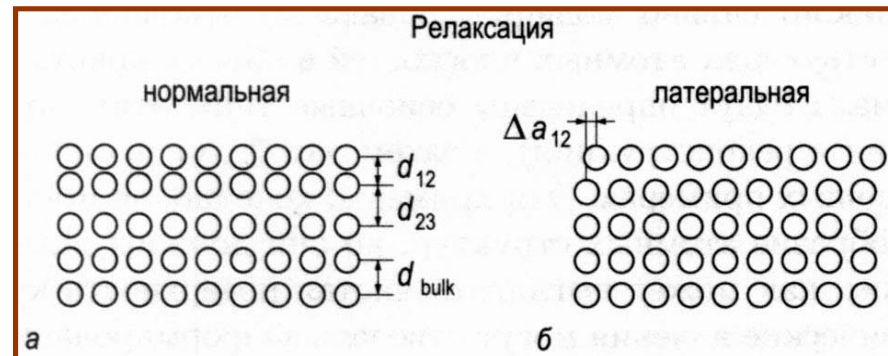 Релаксация
нормальная
латеральная
Δa12
d12
d23
d bulk
а
б